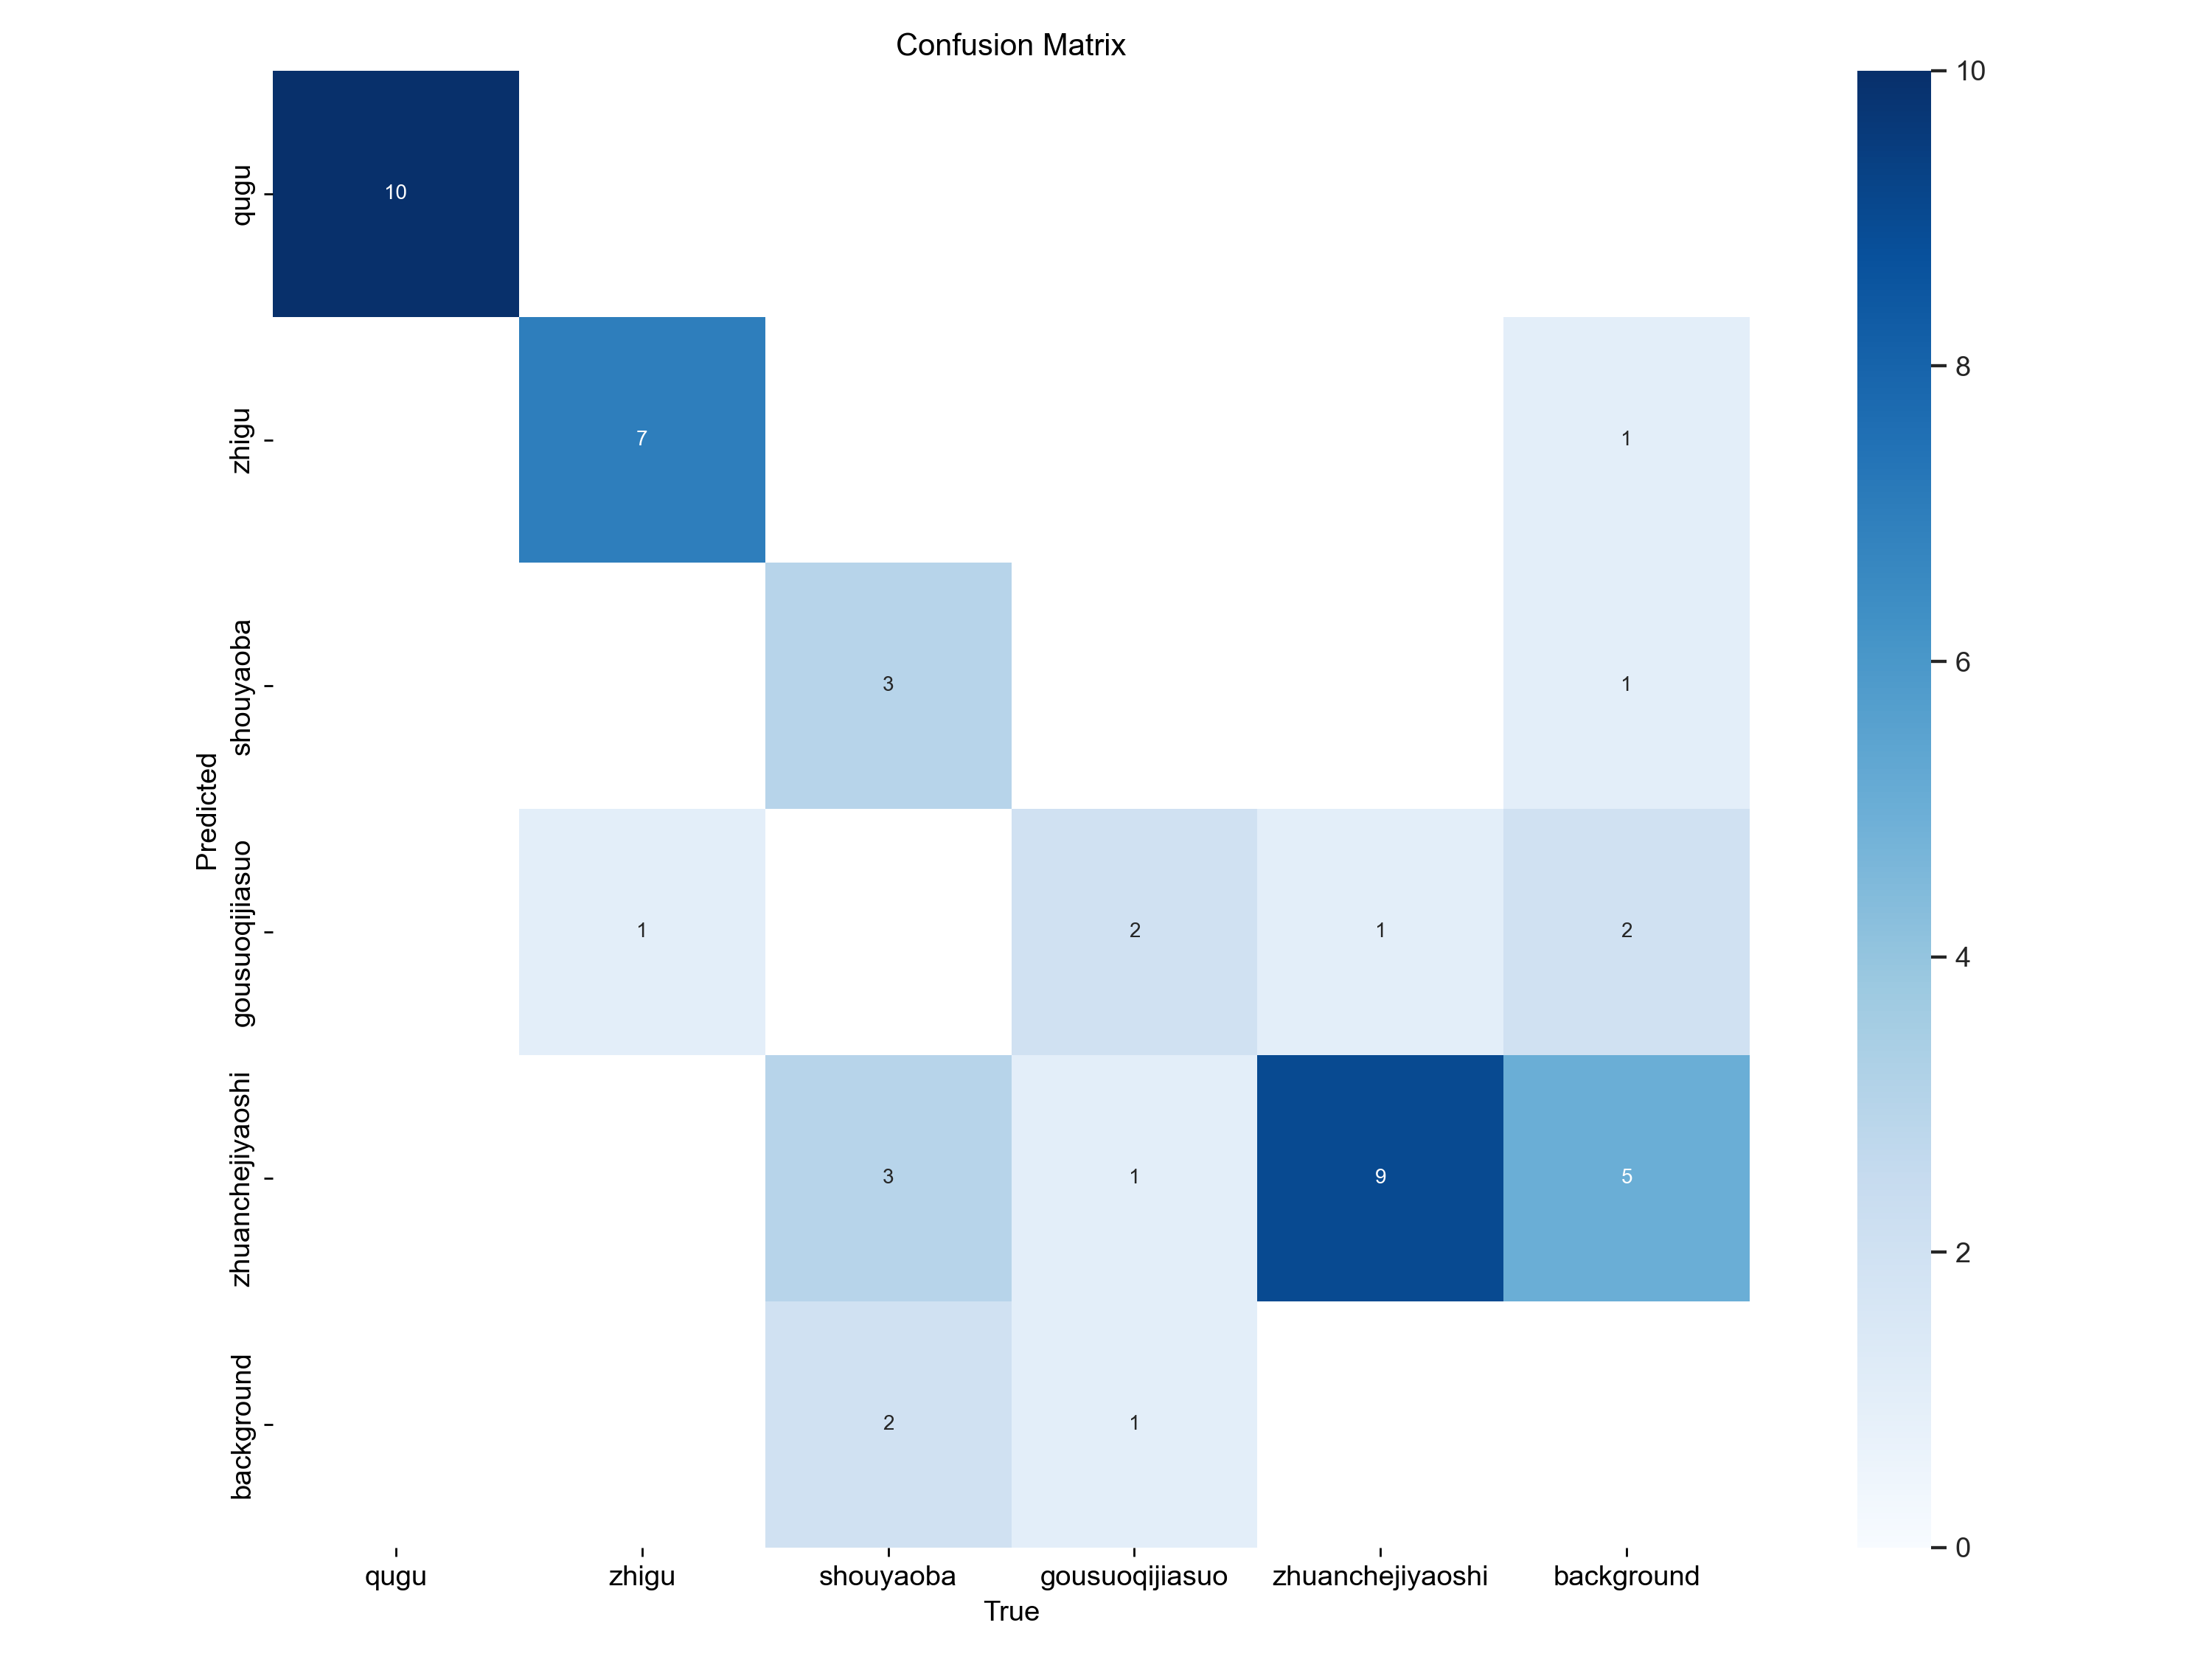 Confusion Matrix
10
10
qugu
8
7
1
zhigu
6
3
1
shouyaoba
Predicted
4
1
2
1
2
gousuoqijiasuo
2
3
1
9
5
zhuanchejiyaoshi
2
1
background
0
qugu zhigu shouyaoba gousuoqijiasuo zhuanchejiyaoshi background
True